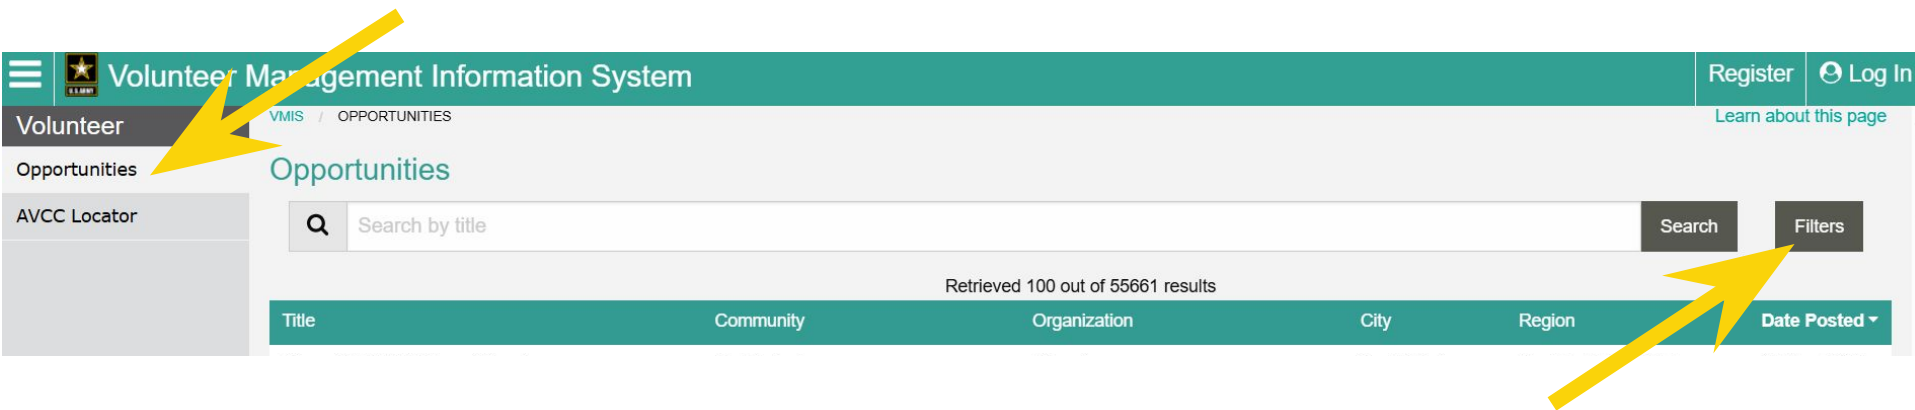 U.S. ARMY
Volunteer Management Information System
Register
Log In
Volunteer
VMIS / OPPORTUNITIES
Learn about this page
Opportunities
Opportunities
AVCC Locator
Search by title
Search
Filters
Retrieved 100 out of 55661 results
Title Community Organization City Region Date Posted